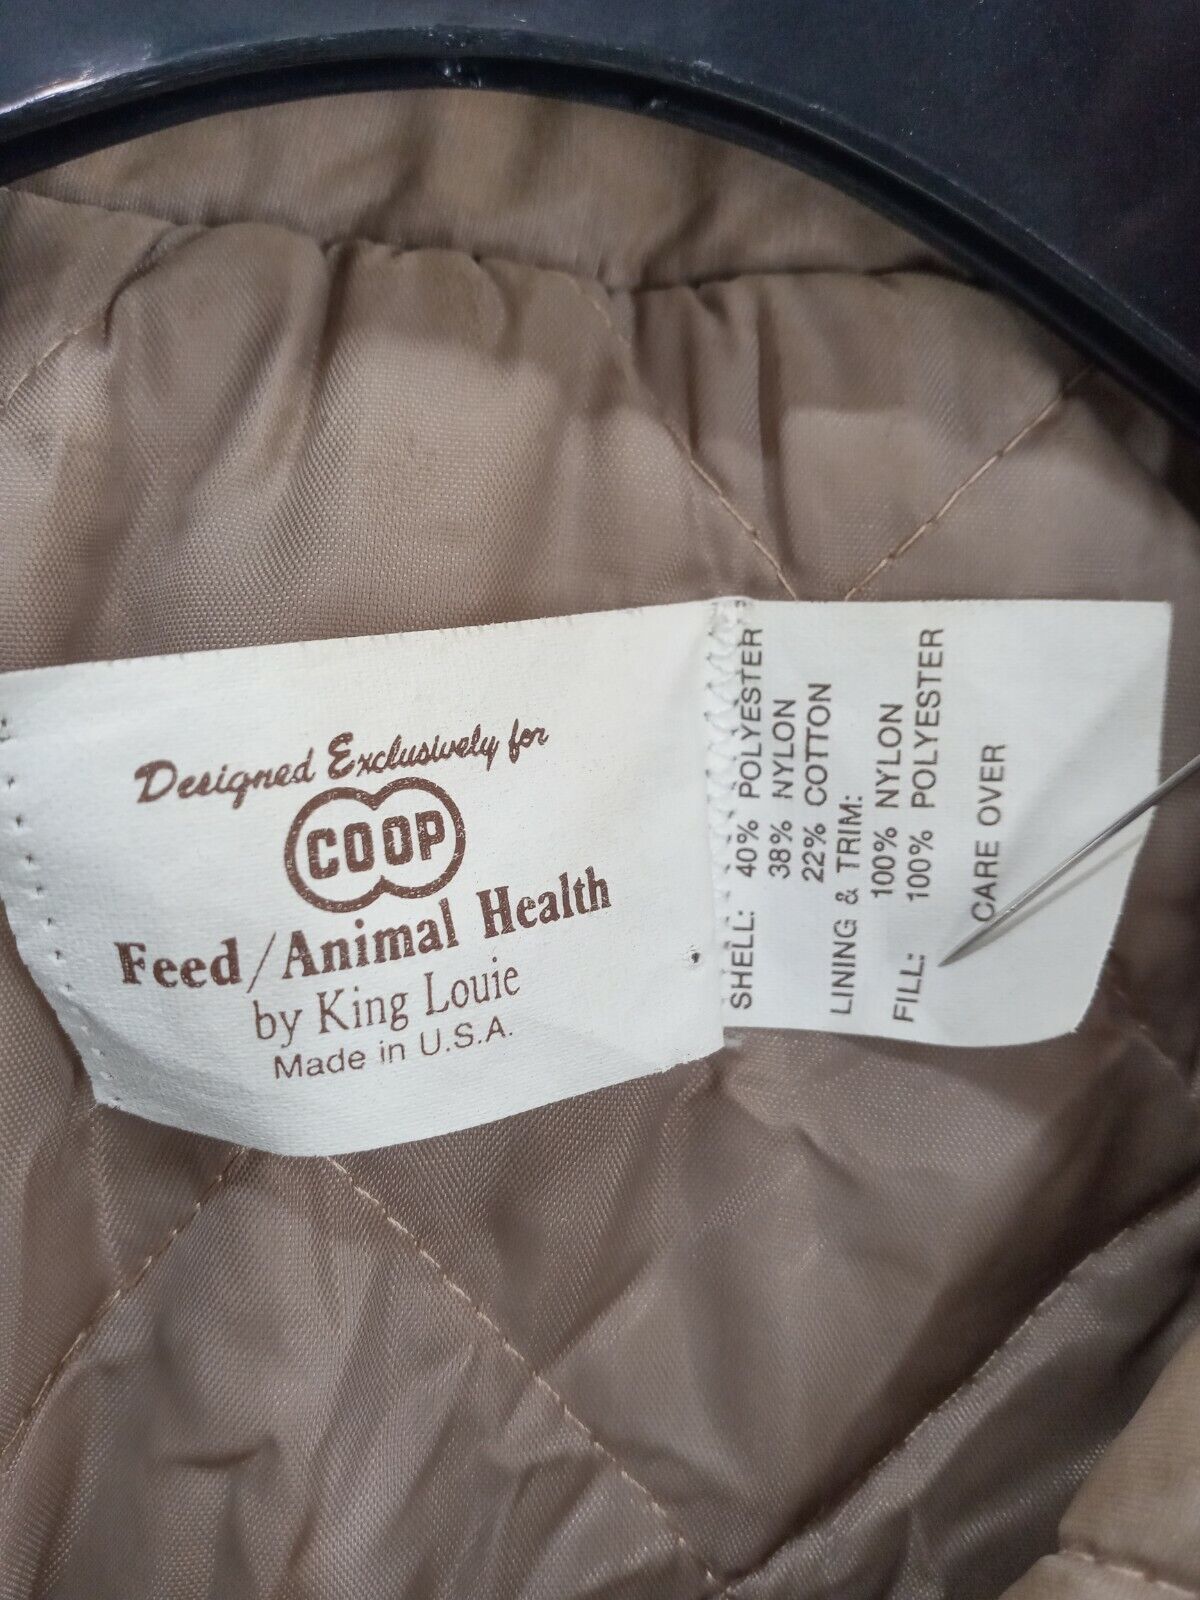 Designed Exclusively for
COOP
Feed/Animal Health
by King Louie
Made in U.S.A.
SHELL: 40% POLYESTER
38% NYLON
22% COTTON
LINING & TRIM:
100% NYLON
FILL: 100% POLYESTER
CARE OVER